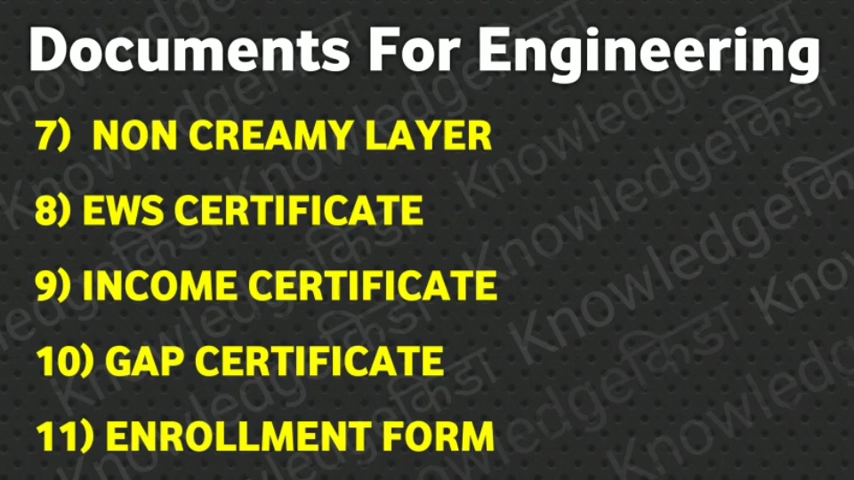 Documents For Engineering
7) NON CREAMY LAYER
8) EWS CERTIFICATE
9) INCOME CERTIFICATE
10) GAP CERTIFICATE
11) ENROLLMENT FORM
Knowledgeकिडा